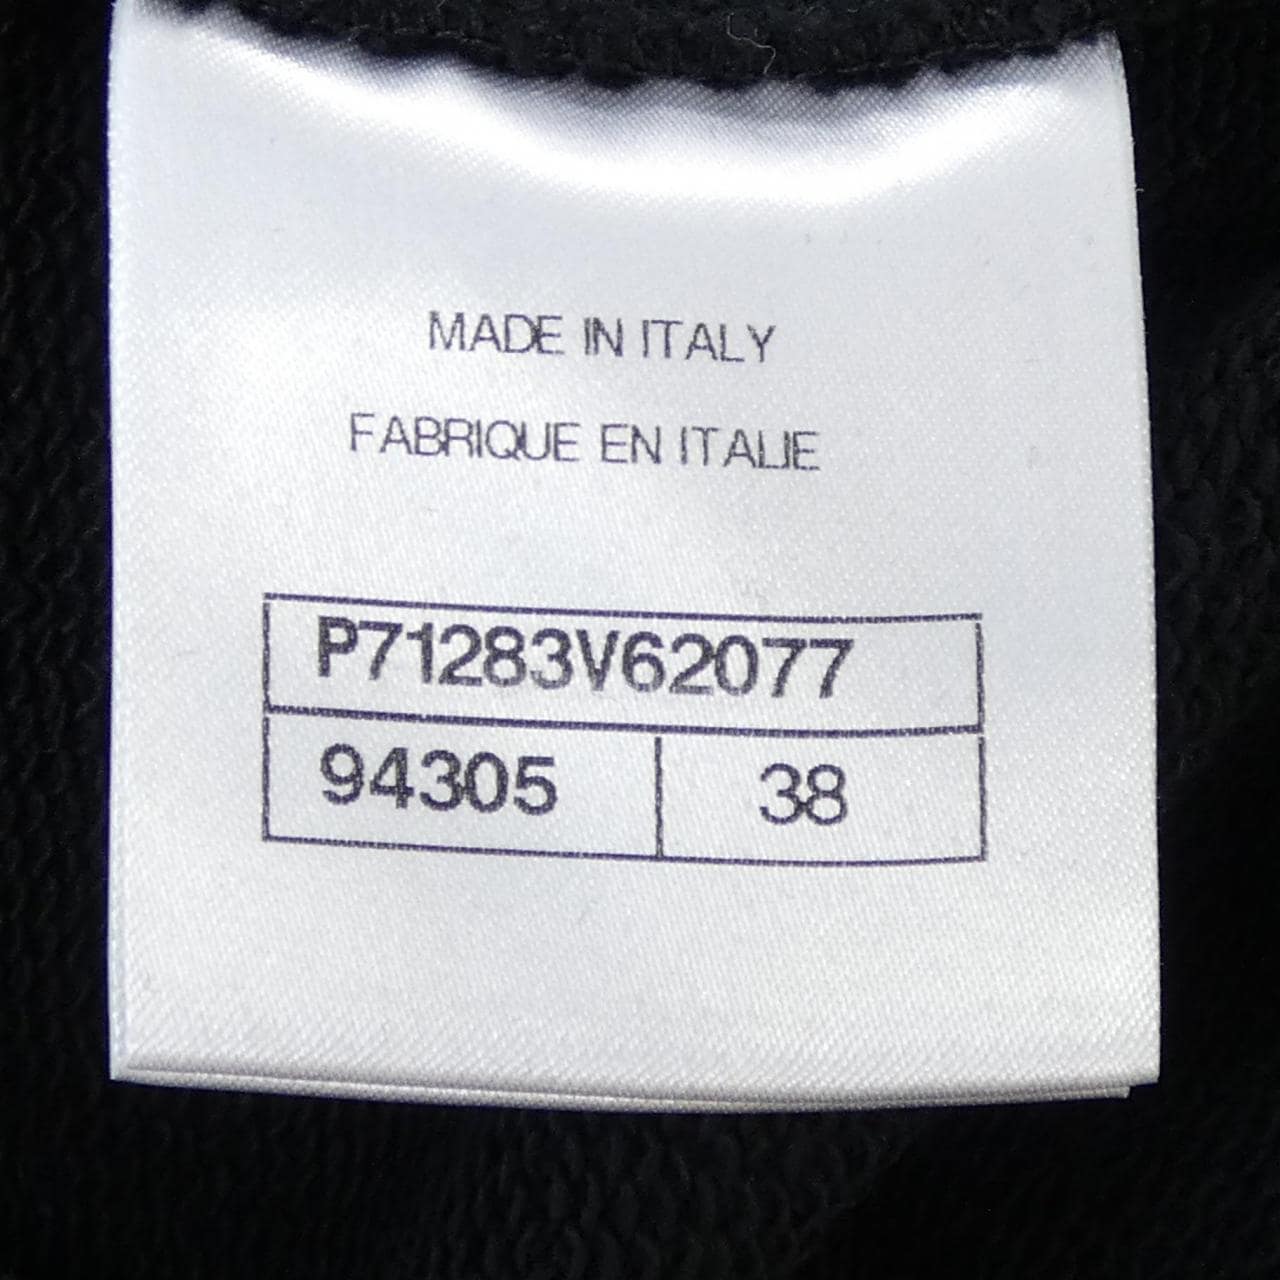 MADE IN ITALY
FABRIQUE EN ITALIE
P71283V62077
94305 38